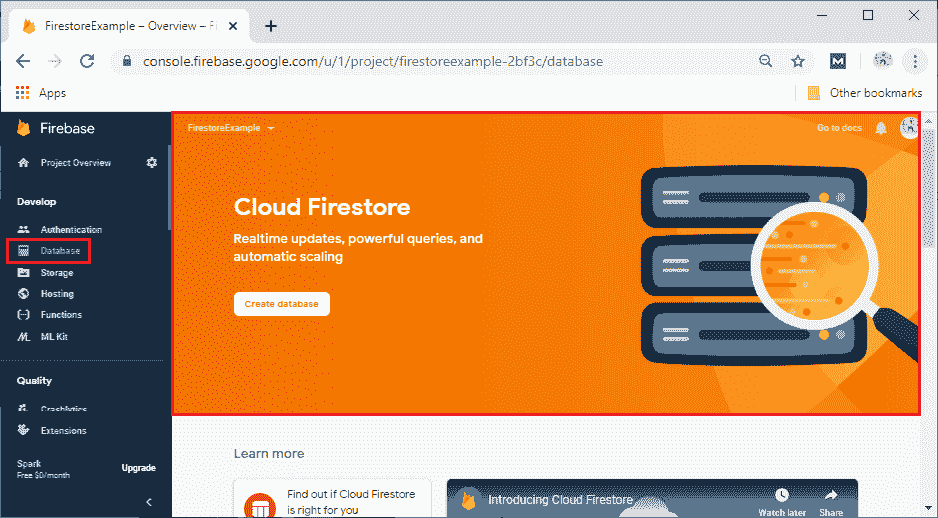 FirestoreExample – Overview – Fi
console.firebase.google.com/u/1/project/firestoreexample-2bf3c/database
Apps
Other bookmarks
Firebase
FirestoreExample
Go to docs
Project Overview
Develop
Cloud Firestore
Authentication
Realtime updates, powerful queries, and
Database
automatic scaling
Storage
Hosting
Create database
Functions
ML Kit
Quality
Crashlytics
Extensions
Learn more
Spark
Free $0/month
Upgrade
Find out if Cloud Firestore
is right for you
Introducing Cloud Firestore
Watch later
Share